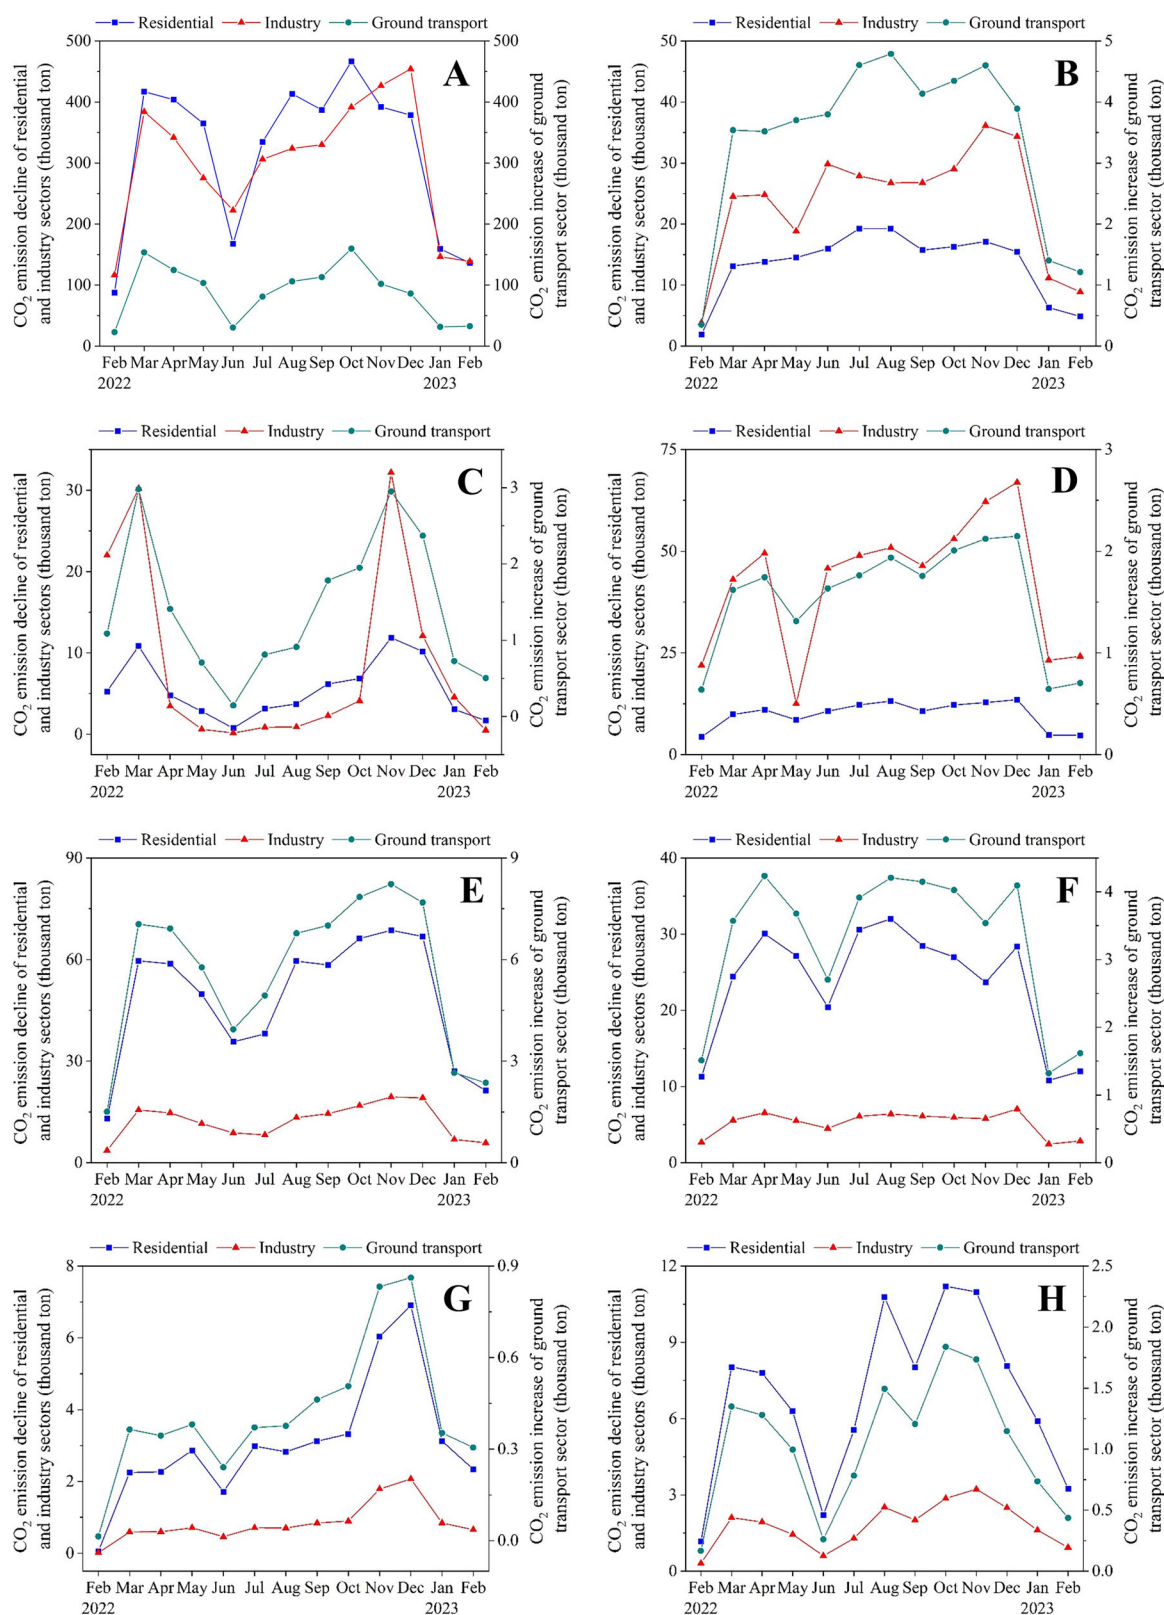 Residential Industry Ground transport
A
CO2 emission decline of residential
and industry sectors (thousand ton)
500
400
300
200
100
0
500
400
300
200
100
0
CO2 emission increase of ground
transport sector (thousand ton)
Feb Mar Apr May Jun Jul Aug Sep Oct Nov Dec Jan Feb
2022 2023
Residential Industry Ground transport
B
CO2 emission decline of residential
and industry sectors (thousand ton)
50
40
30
20
10
0
5
4
3
2
1
0
CO2 emission increase of ground
transport sector (thousand ton)
Feb Mar Apr May Jun Jul Aug Sep Oct Nov Dec Jan Feb
2022 2023
Residential Industry Ground transport
C
CO2 emission decline of residential
and industry sectors (thousand ton)
30
20
10
0
3
2
1
0
CO2 emission increase of ground
transport sector (thousand ton)
Feb Mar Apr May Jun Jul Aug Sep Oct Nov Dec Jan Feb
2022 2023
Residential Industry Ground transport
D
CO2 emission decline of residential
and industry sectors (thousand ton)
75
50
25
0
3
2
1
0
CO2 emission increase of ground
transport sector (thousand ton)
Feb Mar Apr May Jun Jul Aug Sep Oct Nov Dec Jan Feb
2022 2023
Residential Industry Ground transport
E
CO2 emission decline of residential
and industry sectors (thousand ton)
90
60
30
0
9
6
3
0
CO2 emission increase of ground
transport sector (thousand ton)
Feb Mar Apr May Jun Jul Aug Sep Oct Nov Dec Jan Feb
2022 2023
Residential Industry Ground transport
F
CO2 emission decline of residential
and industry sectors (thousand ton)
40
30
20
10
0
4
3
2
1
0
CO2 emission increase of ground
transport sector (thousand ton)
Feb Mar Apr May Jun Jul Aug Sep Oct Nov Dec Jan Feb
2022 2023
Residential Industry Ground transport
G
CO2 emission decline of residential
and industry sectors (thousand ton)
8
6
4
2
0
0.9
0.6
0.3
0.0
CO2 emission increase of ground
transport sector (thousand ton)
Feb Mar Apr May Jun Jul Aug Sep Oct Nov Dec Jan Feb
2022 2023
Residential Industry Ground transport
H
CO2 emission decline of residential
and industry sectors (thousand ton)
12
9
6
3
0
2.5
2.0
1.5
1.0
0.5
0.0
CO2 emission increase of ground
transport sector (thousand ton)
Feb Mar Apr May Jun Jul Aug Sep Oct Nov Dec Jan Feb
2022 2023